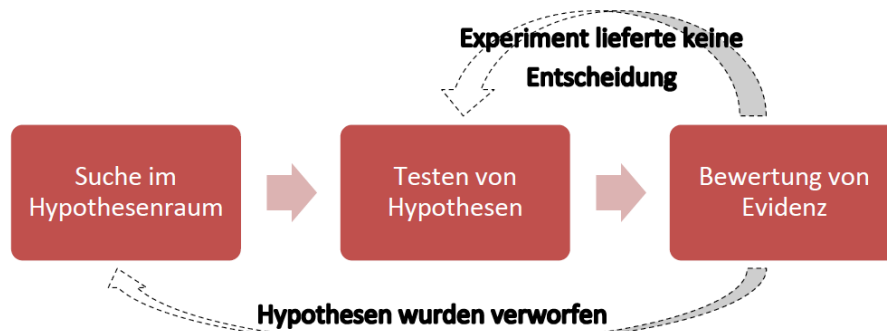 Experiment lieferte keine
Entscheidung
Suche im
Hypothesenraum
Testen von
Hypothesen
Bewertung von
Evidenz
Hypothesen wurden verworfen